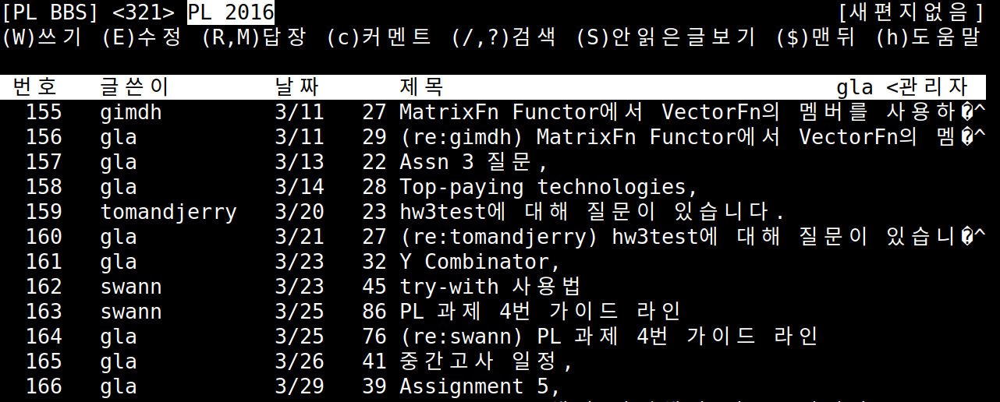 [PL BBS] <321> PL 2016 [새편지없음]
(W)쓰기 (E)수정 (R,M)답장 (c)커멘트 (/,?)검색 (S)안읽은글보기 ($)맨뒤 (h)도움말
번호 글쓴이 날짜 제목 gla <관리자
155 gimdh 3/11 27 MatrixFn Functor에서 VectorFn의 멤버를 사용하�^
156 gla 3/11 29 (re:gimdh) MatrixFn Functor에서 VectorFn의 멤�^
157 gla 3/13 22 Assn 3 질문,
158 gla 3/14 28 Top-paying technologies,
159 tomandjerry 3/20 23 hw3test에 대해 질문이 있습니다.
160 gla 3/21 27 (re:tomandjerry) hw3test에 대해 질문이 있습니�^
161 gla 3/23 32 Y Combinator,
162 swann 3/23 45 try-with 사용법
163 swann 3/25 86 PL 과제 4번 가이드 라인
164 gla 3/25 76 (re:swann) PL 과제 4번 가이드 라인
165 gla 3/26 41 중간고사 일정,
166 gla 3/29 39 Assignment 5,